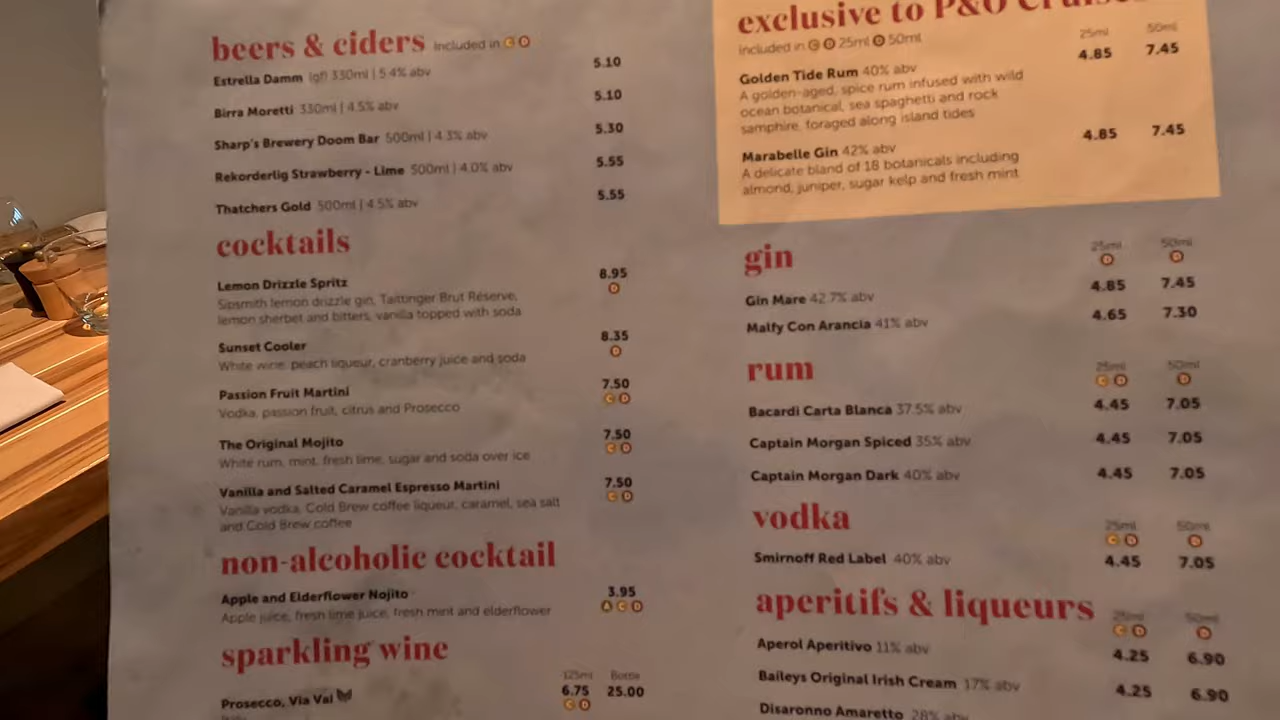 beers & ciders Included in C D
Estrella Damm (gf) 330ml | 5.4% abv 5.10
Birra Moretti 330ml | 4.5% abv 5.10
Sharp's Brewery Doom Bar 500ml | 4.3% abv 5.30
Rekorderlig Strawberry - Lime 500ml | 4.0% abv 5.55
Thatchers Gold 500ml | 4.5% abv 5.55
cocktails
Lemon Drizzle Spritz 8.95
D
Sipsmith lemon drizzle gin, Taittinger Brut Réserve,
lemon sherbet and bitters, vanilla topped with soda
Sunset Cooler 8.35
D
White wine, peach liqueur, cranberry juice and soda
Passion Fruit Martini 7.50
C D
Vodka, passion fruit, citrus and Prosecco
The Original Mojito 7.50
C D
White rum, mint, fresh lime, sugar and soda over ice
Vanilla and Salted Caramel Espresso Martini 7.50
C D
Vanilla vodka, Cold Brew coffee liqueur, caramel, sea salt
and Cold Brew coffee
non-alcoholic cocktail
Apple and Elderflower Nojito 3.95
A C D
Apple juice, fresh lime juice, fresh mint and elderflower
sparkling wine
125ml Bottle
Prosecco, Via Vai 6.75 25.00
C D
exclusive to P&O Cruises
Included in C D 25ml D 50ml
25ml 50ml
Golden Tide Rum 40% abv 4.85 7.45
A golden-aged, spice rum infused with wild
ocean botanical, sea spaghetti and rock
samphire, foraged along island tides
Marabelle Gin 42% abv 4.85 7.45
A delicate bland of 18 botanicals including
almond, juniper, sugar kelp and fresh mint
gin 25ml 50ml
D D
Gin Mare 42.7% abv 4.85 7.45
Malfy Con Arancia 41% abv 4.65 7.30
rum 25ml 50ml
C D D
Bacardi Carta Blanca 37.5% abv 4.45 7.05
Captain Morgan Spiced 35% abv 4.45 7.05
Captain Morgan Dark 40% abv 4.45 7.05
vodka 25ml 50ml
C D D
Smirnoff Red Label 40% abv 4.45 7.05
aperitifs & liqueurs 25ml 50ml
C D D
Aperol Aperitivo 11% abv 4.25 6.90
Baileys Original Irish Cream 17% abv 4.25 6.90
Disaronno Amaretto 28% abv